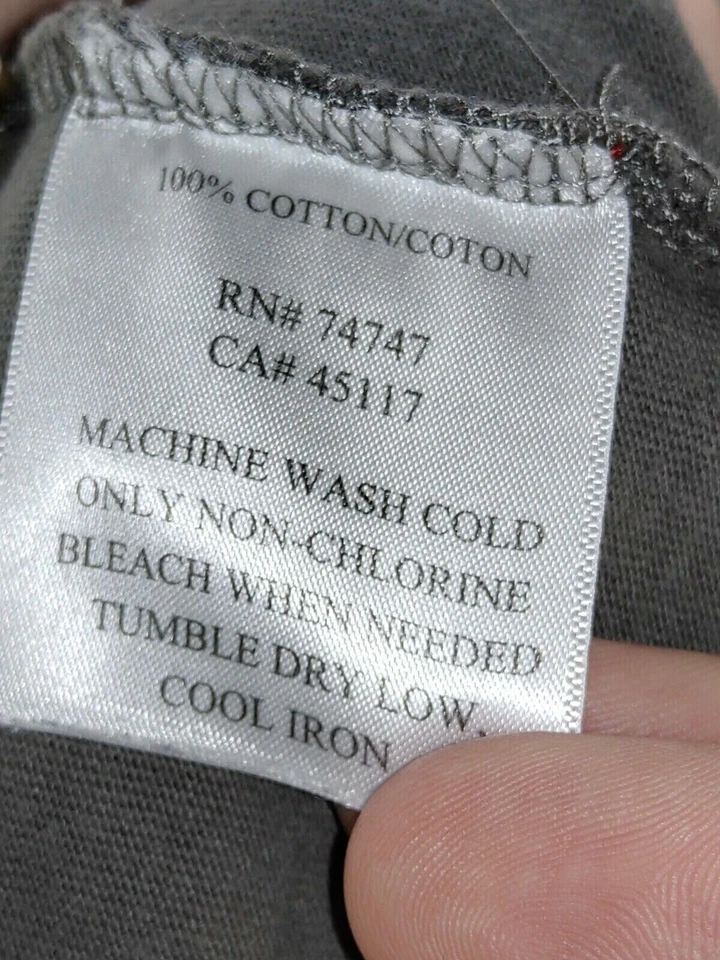 100% COTTON/COTON
RN# 74747
CA# 45117
MACHINE WASH COLD
ONLY NON-CHLORINE
BLEACH WHEN NEEDED
TUMBLE DRY LOW,
COOL IRON